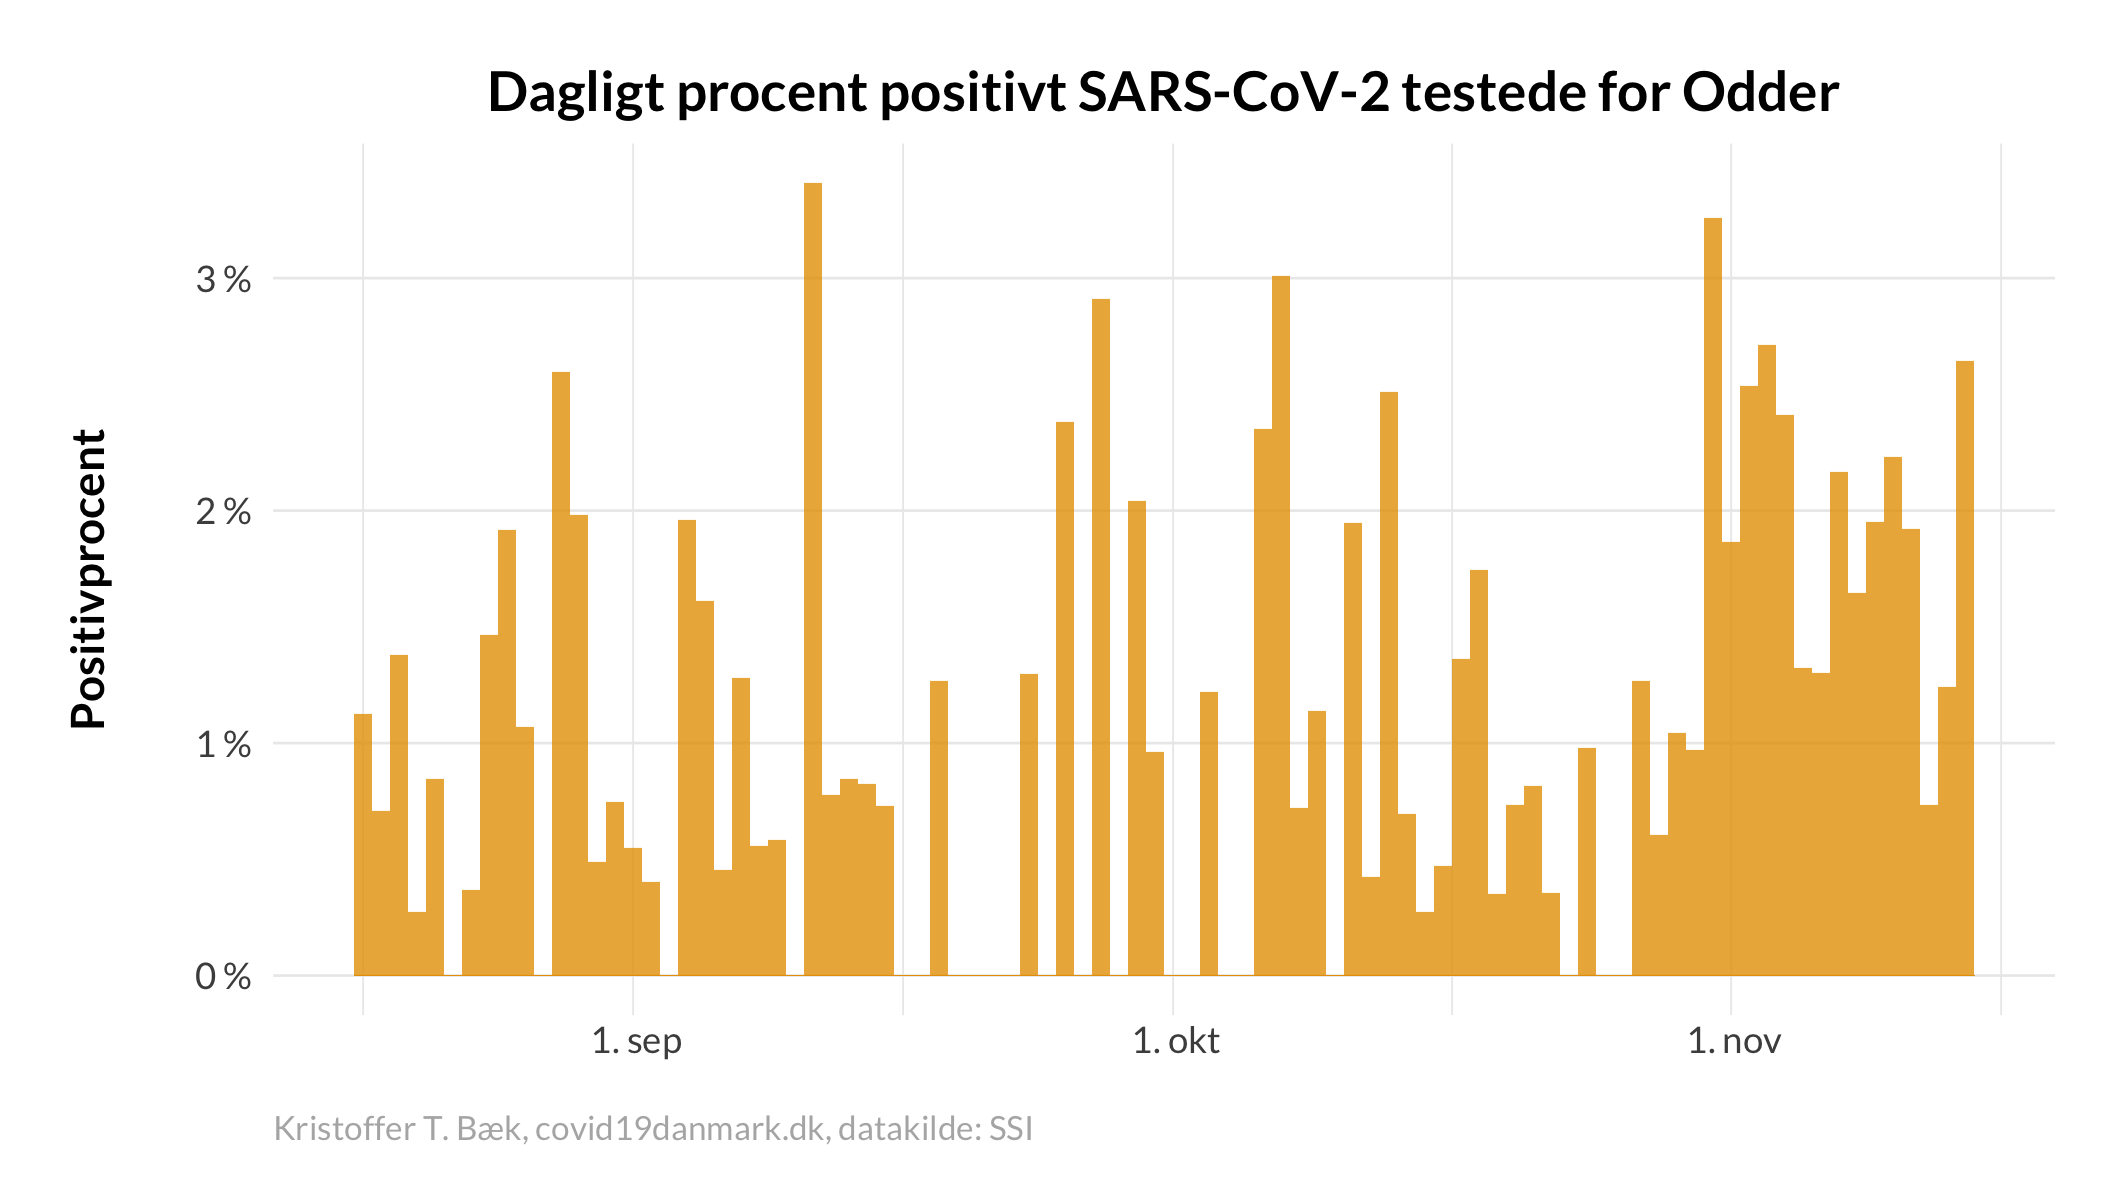 Dagligt procent positivt SARS-CoV-2 testede for Odder
Positivprocent
3 %
2 %
1 %
0 %
1. sep
1. okt
1. nov
Kristoffer T. Bæk, covid19danmark.dk, datakilde: SSI